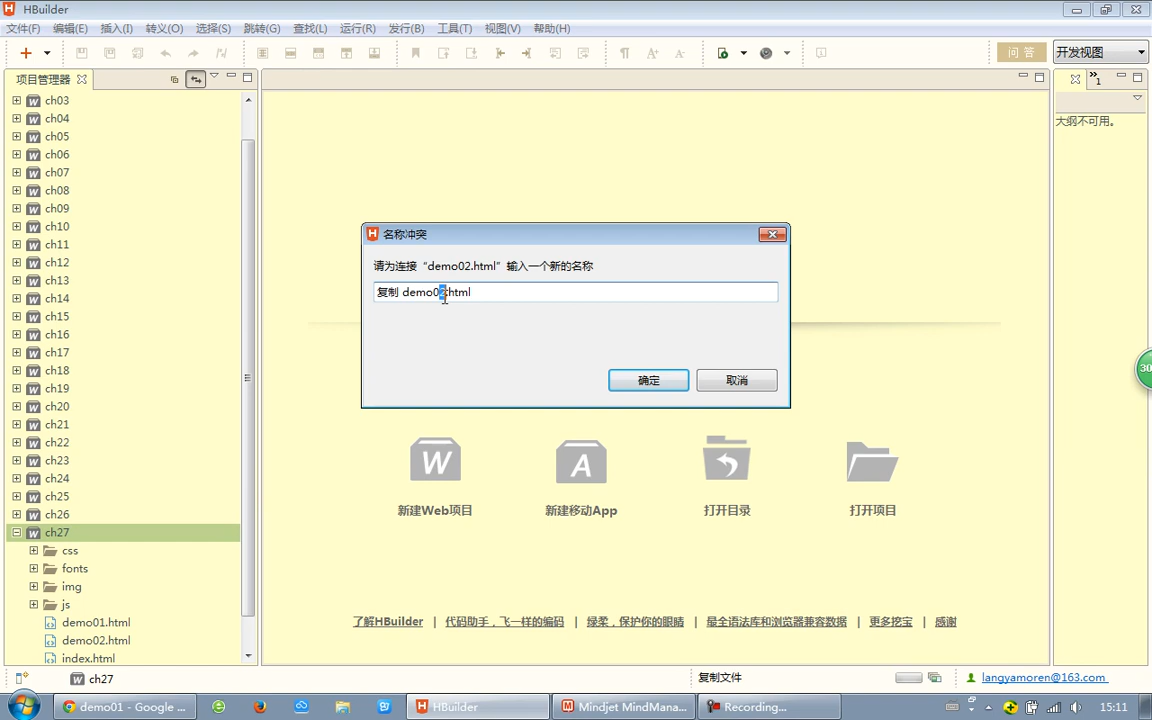 HBuilder
文件(F) 编辑(E) 插入(I) 转义(O) 选择(S) 跳转(G) 查找(L) 运行(R) 发行(B) 工具(T) 视图(V) 帮助(H)
问答 开发视图
项目管理器
1
大纲不可用。
ch03
ch04
ch05
ch06
ch07
ch08
ch09
ch10
ch11
ch12
ch13
ch14
ch15
ch16
ch17
ch18
ch19
ch20
ch21
ch22
ch23
ch24
ch25
ch26
ch27
css
fonts
img
js
demo01.html
demo02.html
index.html
名称冲突
请为连接“demo02.html”输入一个新的名称
复制 demo02.html
确定 取消
30
W A
新建Web项目 新建移动App 打开目录 打开项目
了解HBuilder | 代码助手，飞一样的编码 | 绿柔，保护你的眼睛 | 最全语法库和浏览器兼容数据 | 更多挖宝 | 感谢
ch27 复制文件 langyamoren@163.com
demo01 - Google ... HBuilder Mindjet MindMana... Recording... 15:11